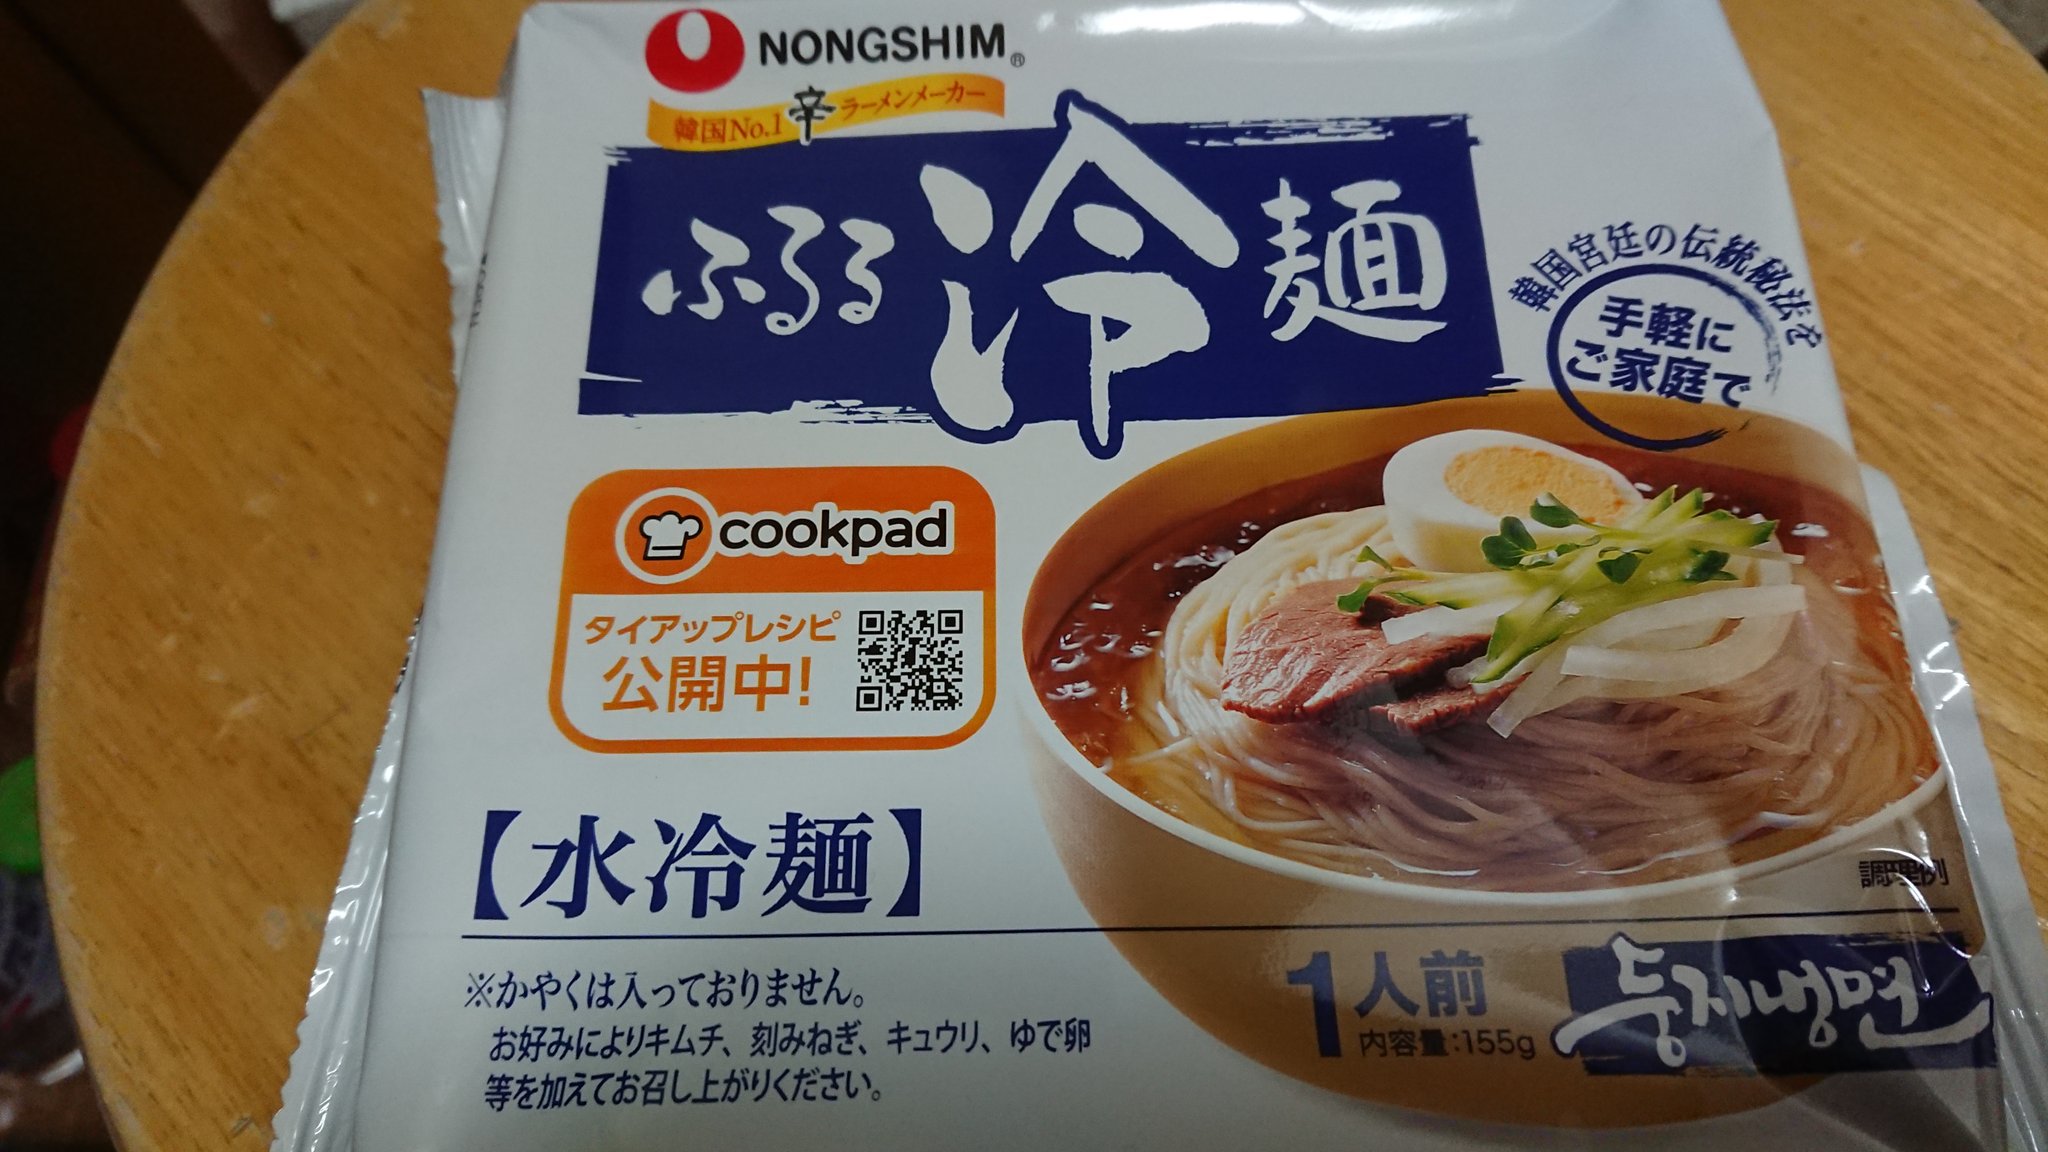 NONGSHIM®
韓国No.1辛ラーメンメーカー
ふるる冷麺
韓国宮廷の伝統秘法を
手軽に
ご家庭で
cookpad
タイアップレシピ
公開中!
【水冷麺】
調理例
※かやくは入っておりません。
お好みによりキムチ、刻みねぎ、キュウリ、ゆで卵
等を加えてお召し上がりください。
1人前
内容量:155g
둥지냉면